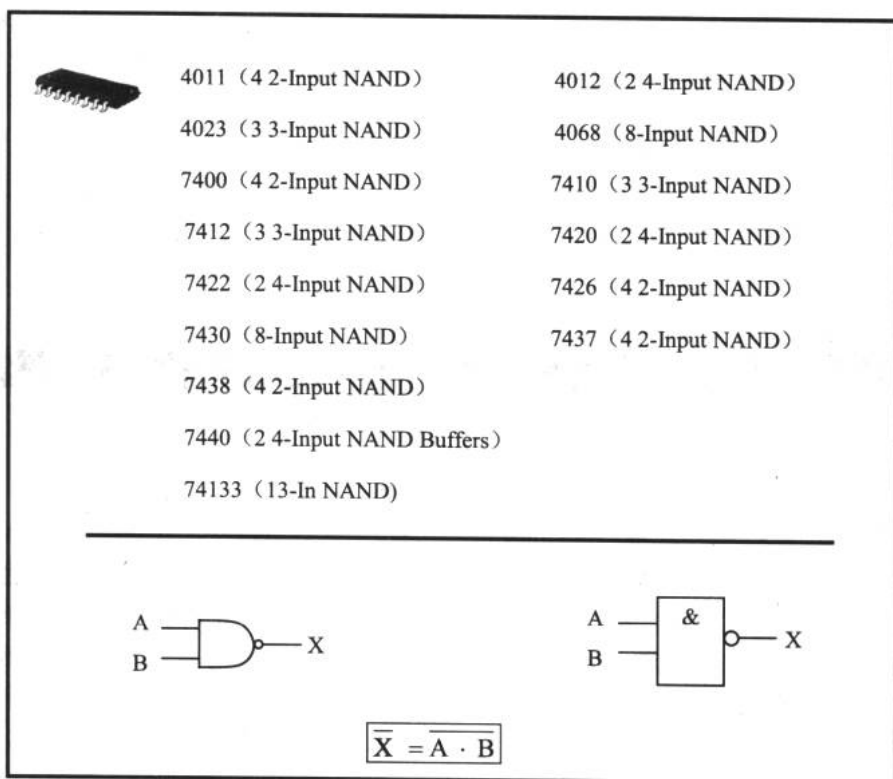 4011（4 2-Input NAND） 4012（2 4-Input NAND）
4023（3 3-Input NAND） 4068（8-Input NAND）
7400（4 2-Input NAND） 7410（3 3-Input NAND）
7412（3 3-Input NAND） 7420（2 4-Input NAND）
7422（2 4-Input NAND） 7426（4 2-Input NAND）
7430（8-Input NAND） 7437（4 2-Input NAND）
7438（4 2-Input NAND）
7440（2 4-Input NAND Buffers）
74133（13-In NAND)
A & A
X X
B B
X̅ = A̅ ̅·̅ ̅B̅